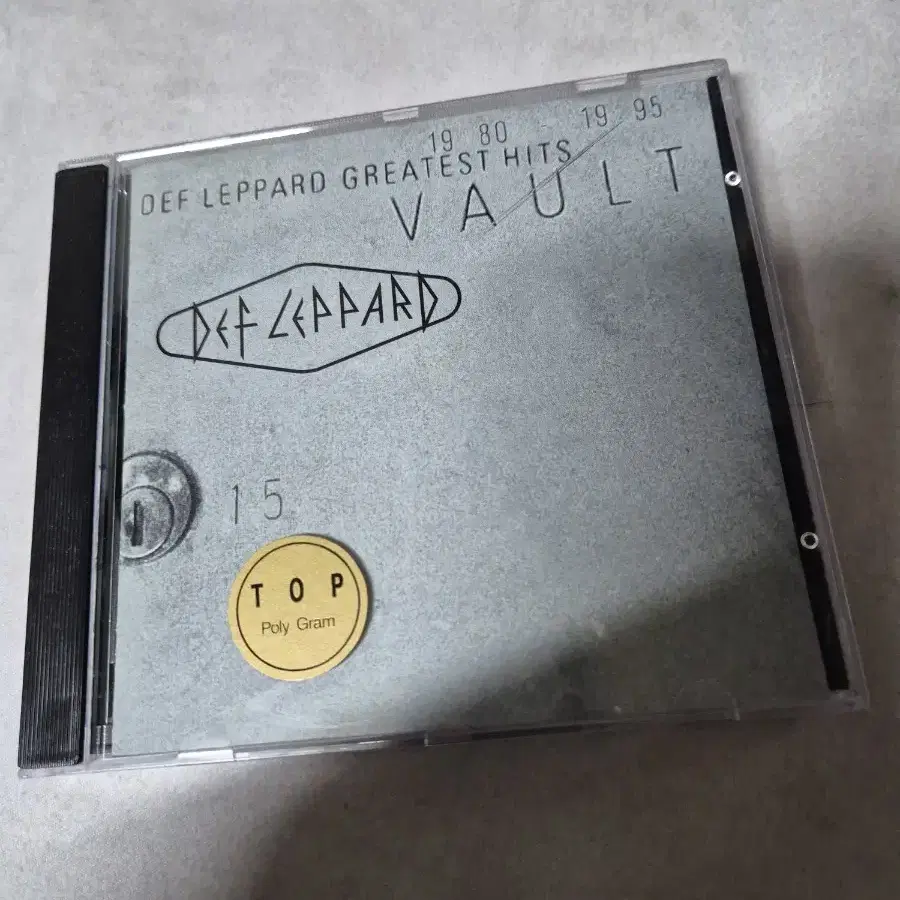 19 80 - 19 95
DEF LEPPARD GREATEST HITS
VAULT
DEF LEPPARD
15
TOP
Poly Gram